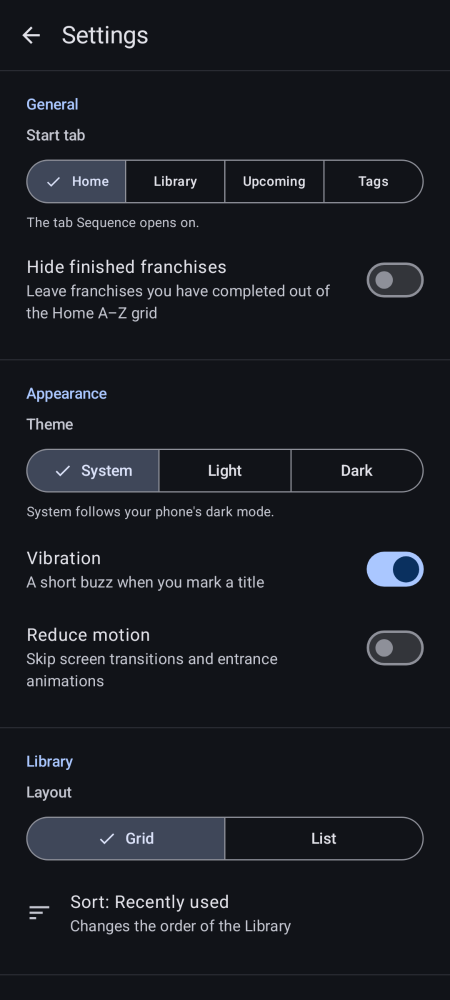 Settings
General
Start tab
Home Library Upcoming Tags
The tab Sequence opens on.
Hide finished franchises
Leave franchises you have completed out of
the Home A–Z grid
Appearance
Theme
System Light Dark
System follows your phone's dark mode.
Vibration
A short buzz when you mark a title
Reduce motion
Skip screen transitions and entrance
animations
Library
Layout
Grid List
Sort: Recently used
Changes the order of the Library